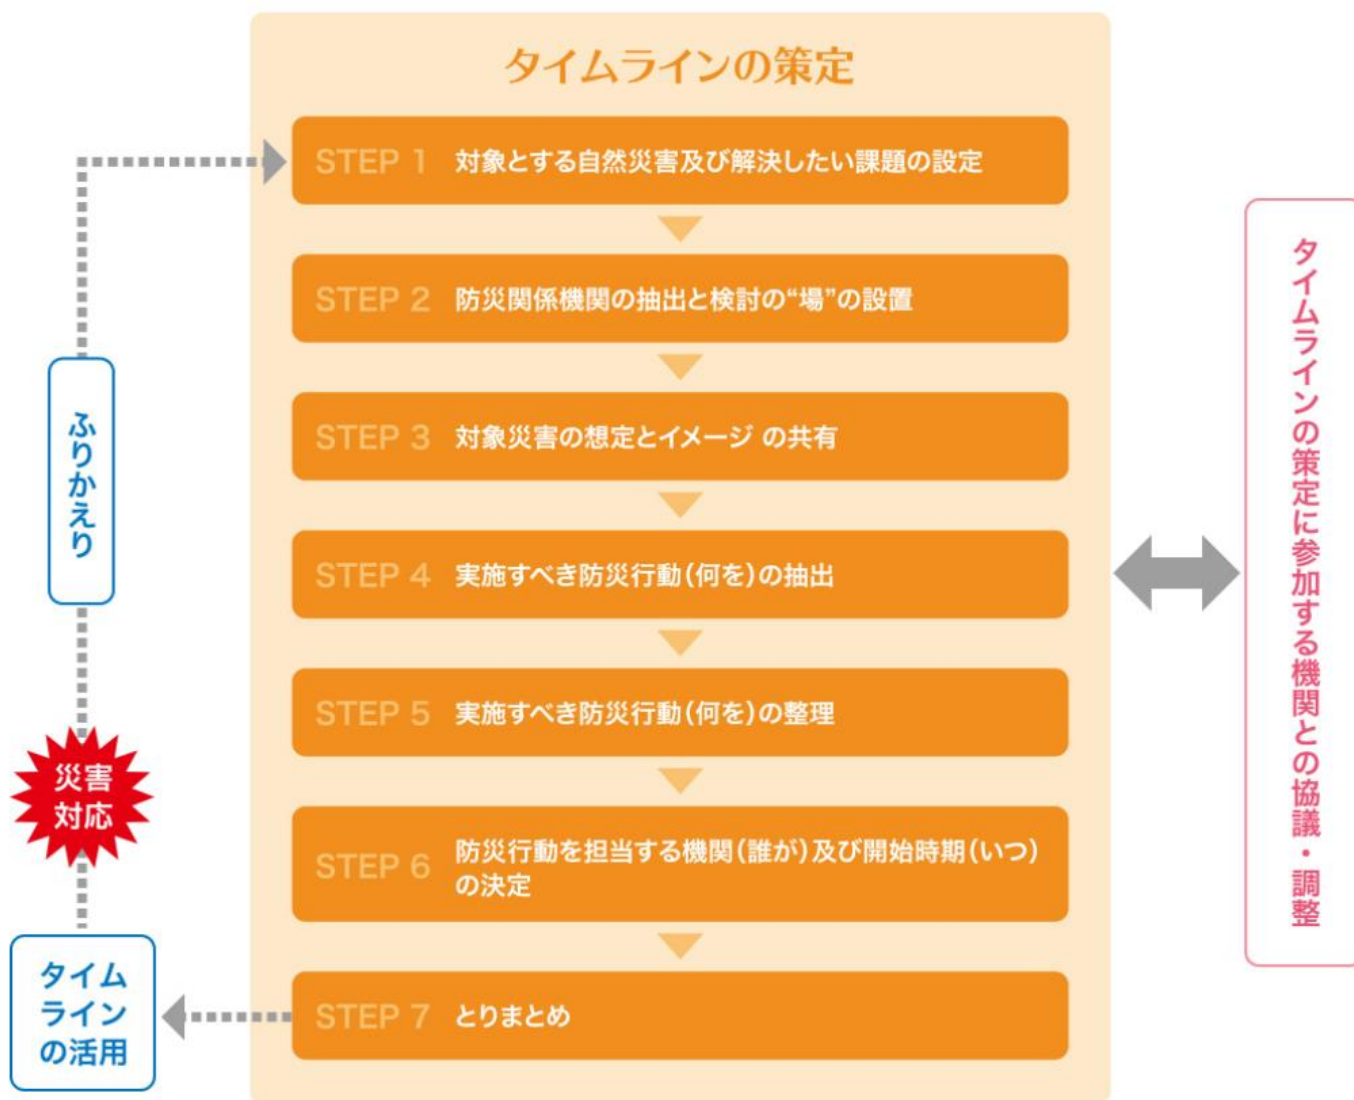 タイムラインの策定
STEP 1 対象とする自然災害及び解決したい課題の設定
STEP 2 防災関係機関の抽出と検討の“場”の設置
STEP 3 対象災害の想定とイメージ の共有
STEP 4 実施すべき防災行動(何を)の抽出
STEP 5 実施すべき防災行動(何を)の整理
STEP 6 防災行動を担当する機関(誰が)及び開始時期(いつ)
の決定
STEP 7 とりまとめ
ふりかえり
災害
対応
タイム
ライン
の活用
タイムラインの策定に参加する機関との協議・調整